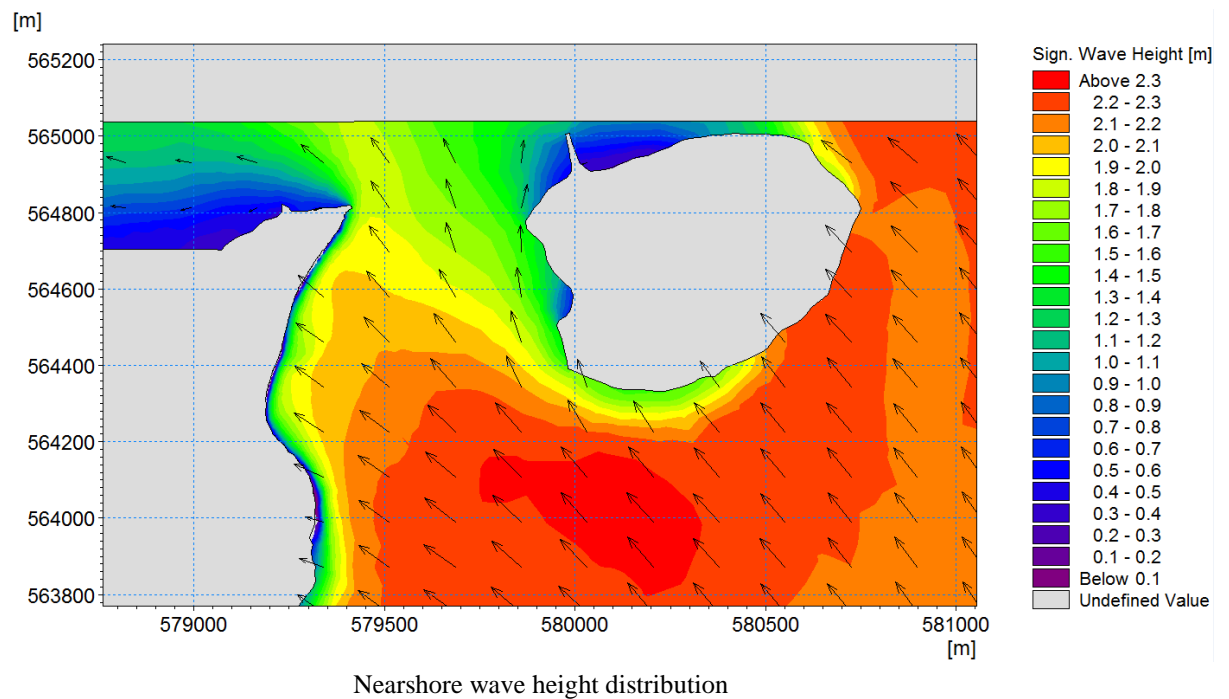 [m]
565200
565000
564800
564600
564400
564200
564000
563800
579000 579500 580000 580500 581000
[m]
Sign. Wave Height [m]
Above 2.3
2.2 - 2.3
2.1 - 2.2
2.0 - 2.1
1.9 - 2.0
1.8 - 1.9
1.7 - 1.8
1.6 - 1.7
1.5 - 1.6
1.4 - 1.5
1.3 - 1.4
1.2 - 1.3
1.1 - 1.2
1.0 - 1.1
0.9 - 1.0
0.8 - 0.9
0.7 - 0.8
0.6 - 0.7
0.5 - 0.6
0.4 - 0.5
0.3 - 0.4
0.2 - 0.3
0.1 - 0.2
Below 0.1
Undefined Value
Nearshore wave height distribution